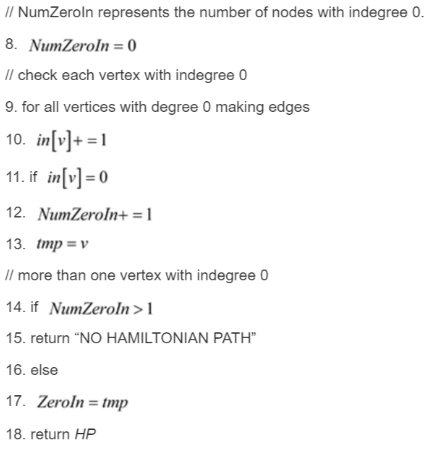 // NumZeroIn represents the number of nodes with indegree 0.
8. NumZeroIn = 0
// check each vertex with indegree 0
9. for all vertices with degree 0 making edges
10. in[v]+ = 1
11. if in[v] = 0
12. NumZeroIn+ = 1
13. tmp = v
// more than one vertex with indegree 0
14. if NumZeroIn > 1
15. return “NO HAMILTONIAN PATH”
16. else
17. ZeroIn = tmp
18. return HP